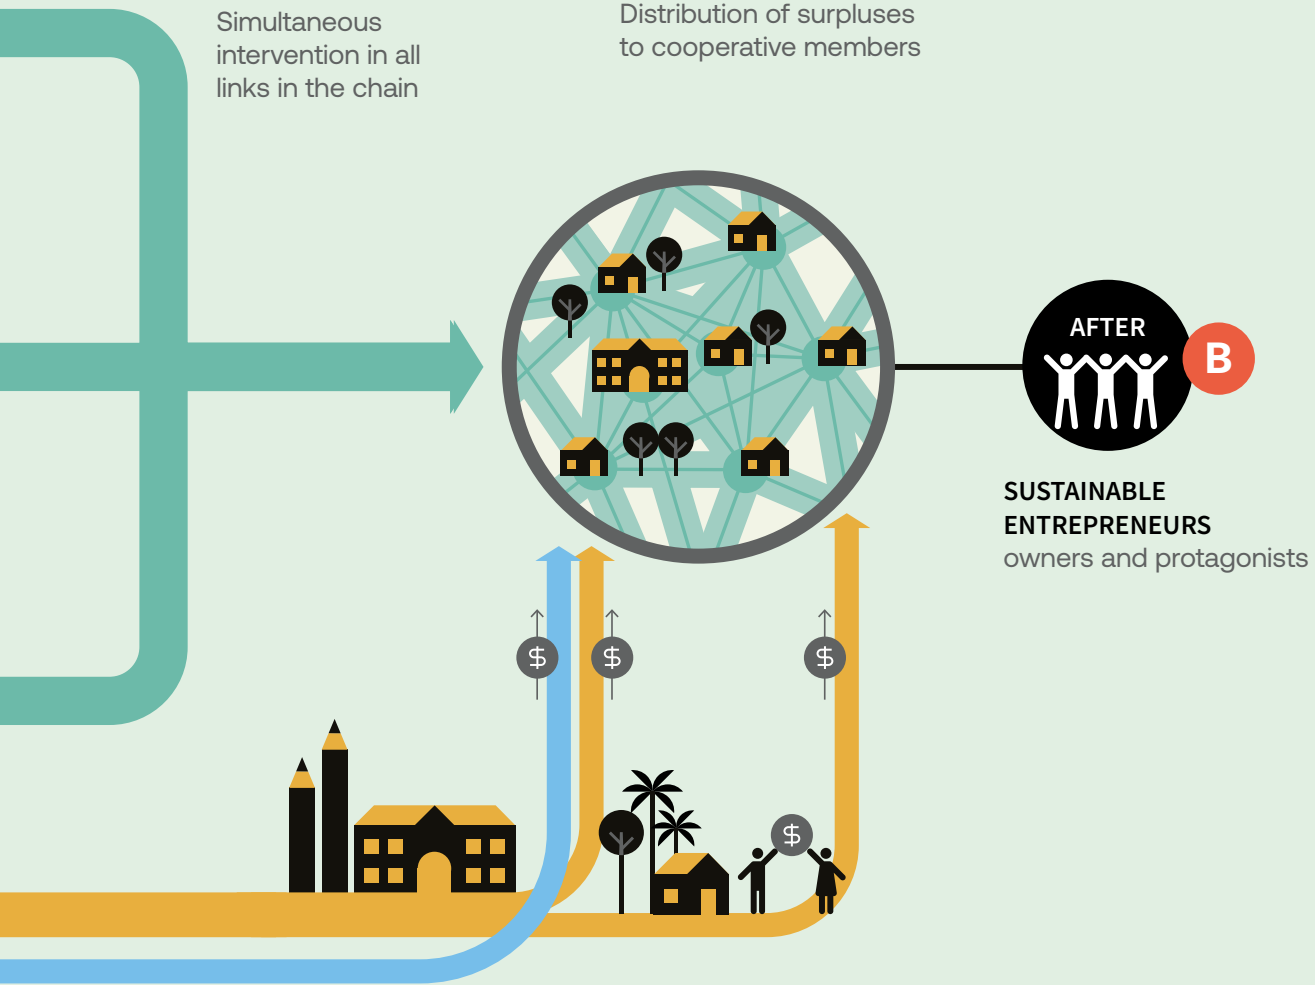 Simultaneous
intervention in all
links in the chain
Distribution of surpluses
to cooperative members
AFTER
B
SUSTAINABLE
ENTREPRENEURS
owners and protagonists
$
$
$
$